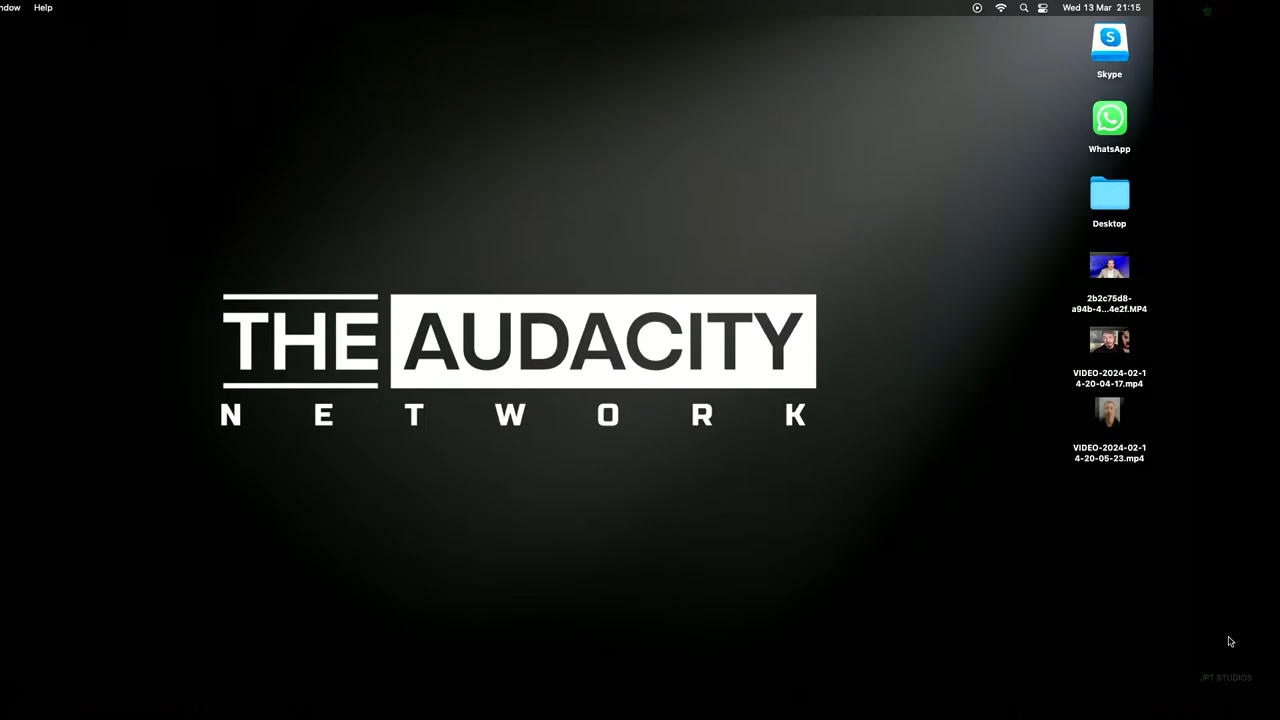 ndow Help
Wed 13 Mar 21:15
S
Skype
WhatsApp
Desktop
2b2c75d8-
a94b-4...4e2f.MP4
VIDEO-2024-02-1
4-20-04-17.mp4
VIDEO-2024-02-1
4-20-05-23.mp4
THE AUDACITY
NETWORK
JPT STUDIOS